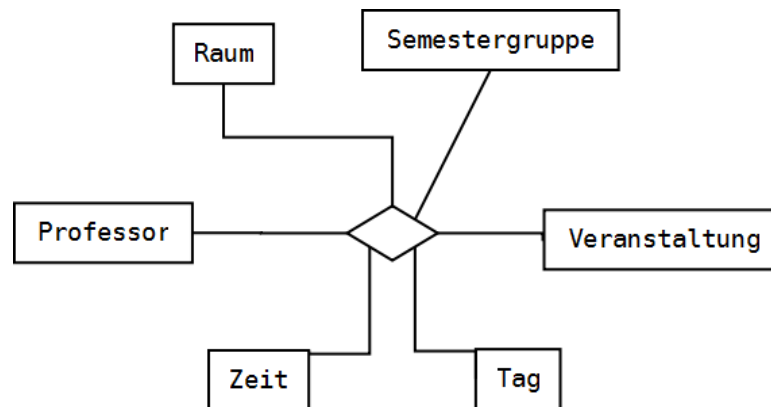 Semestergruppe
Raum
Professor
Veranstaltung
Zeit
Tag